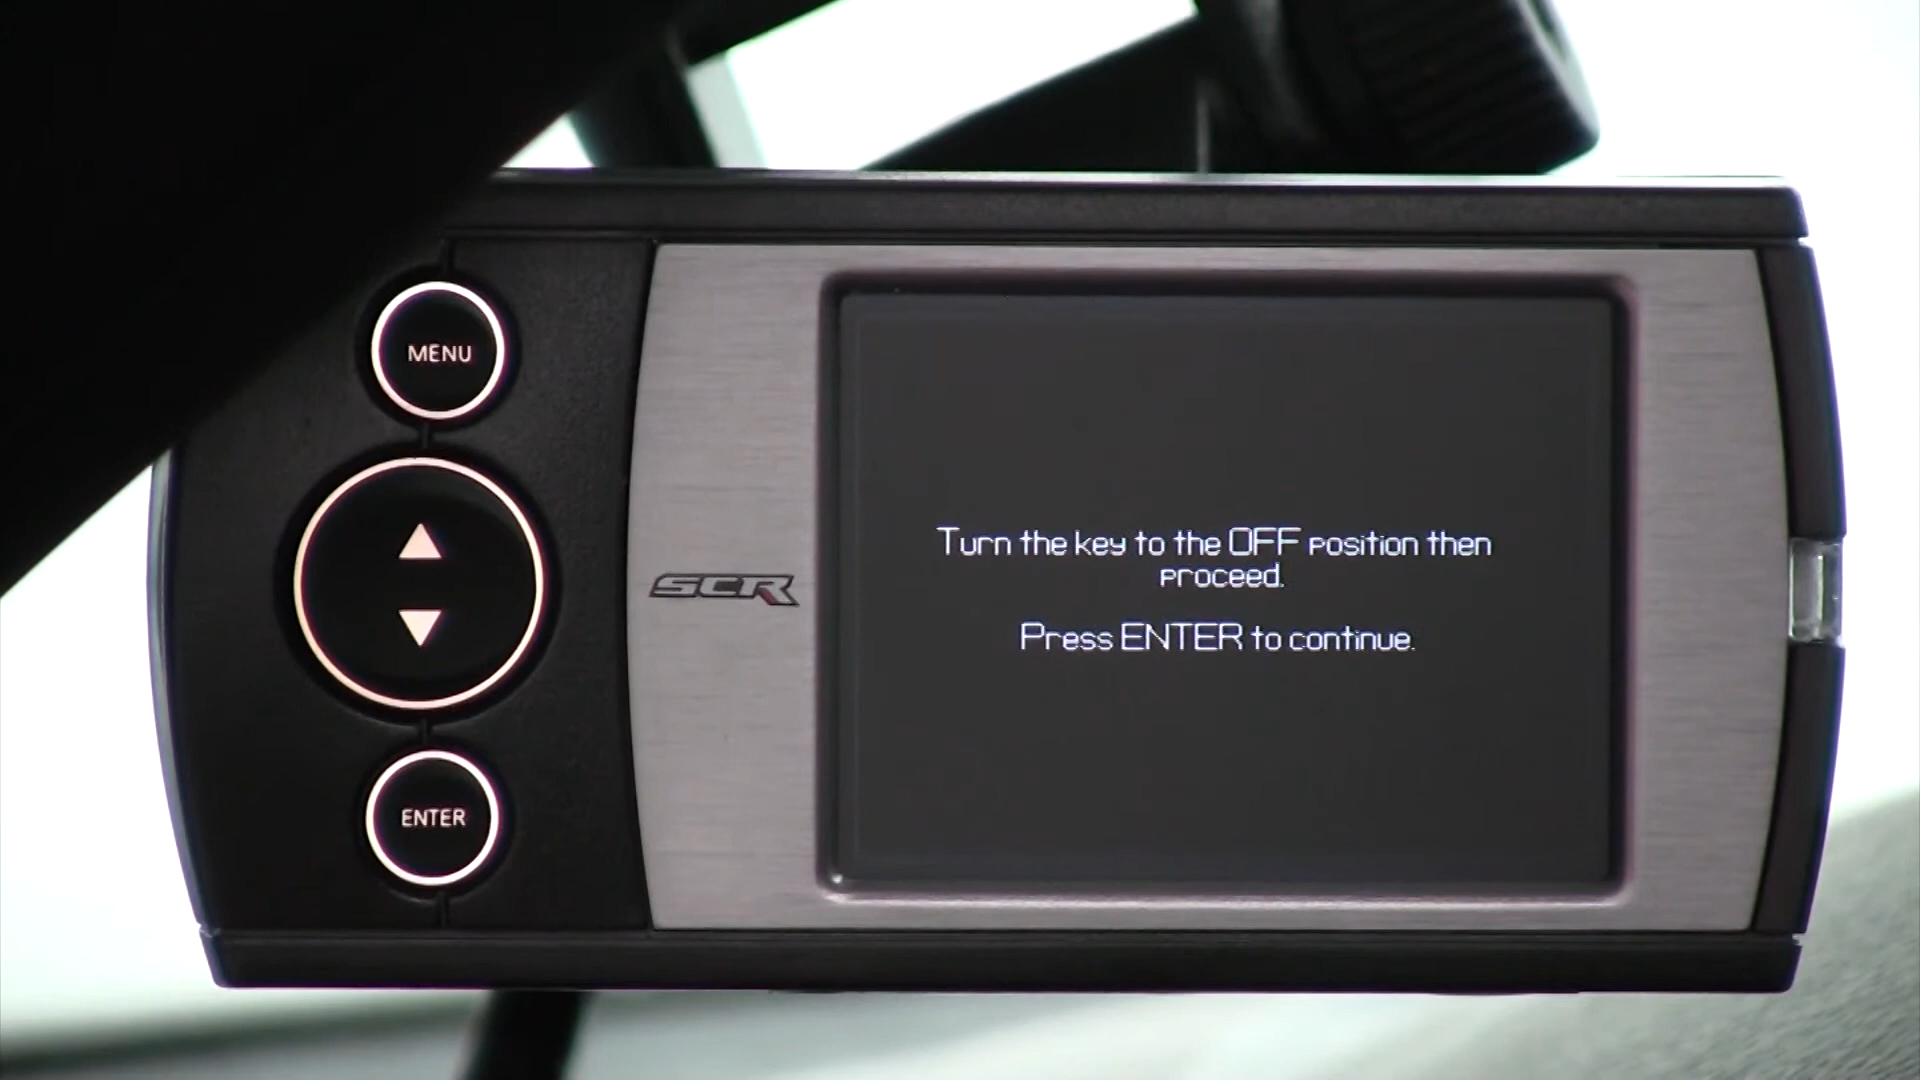 MENU
ENTER
SCR
Turn the key to the OFF position then
proceed.
Press ENTER to continue.